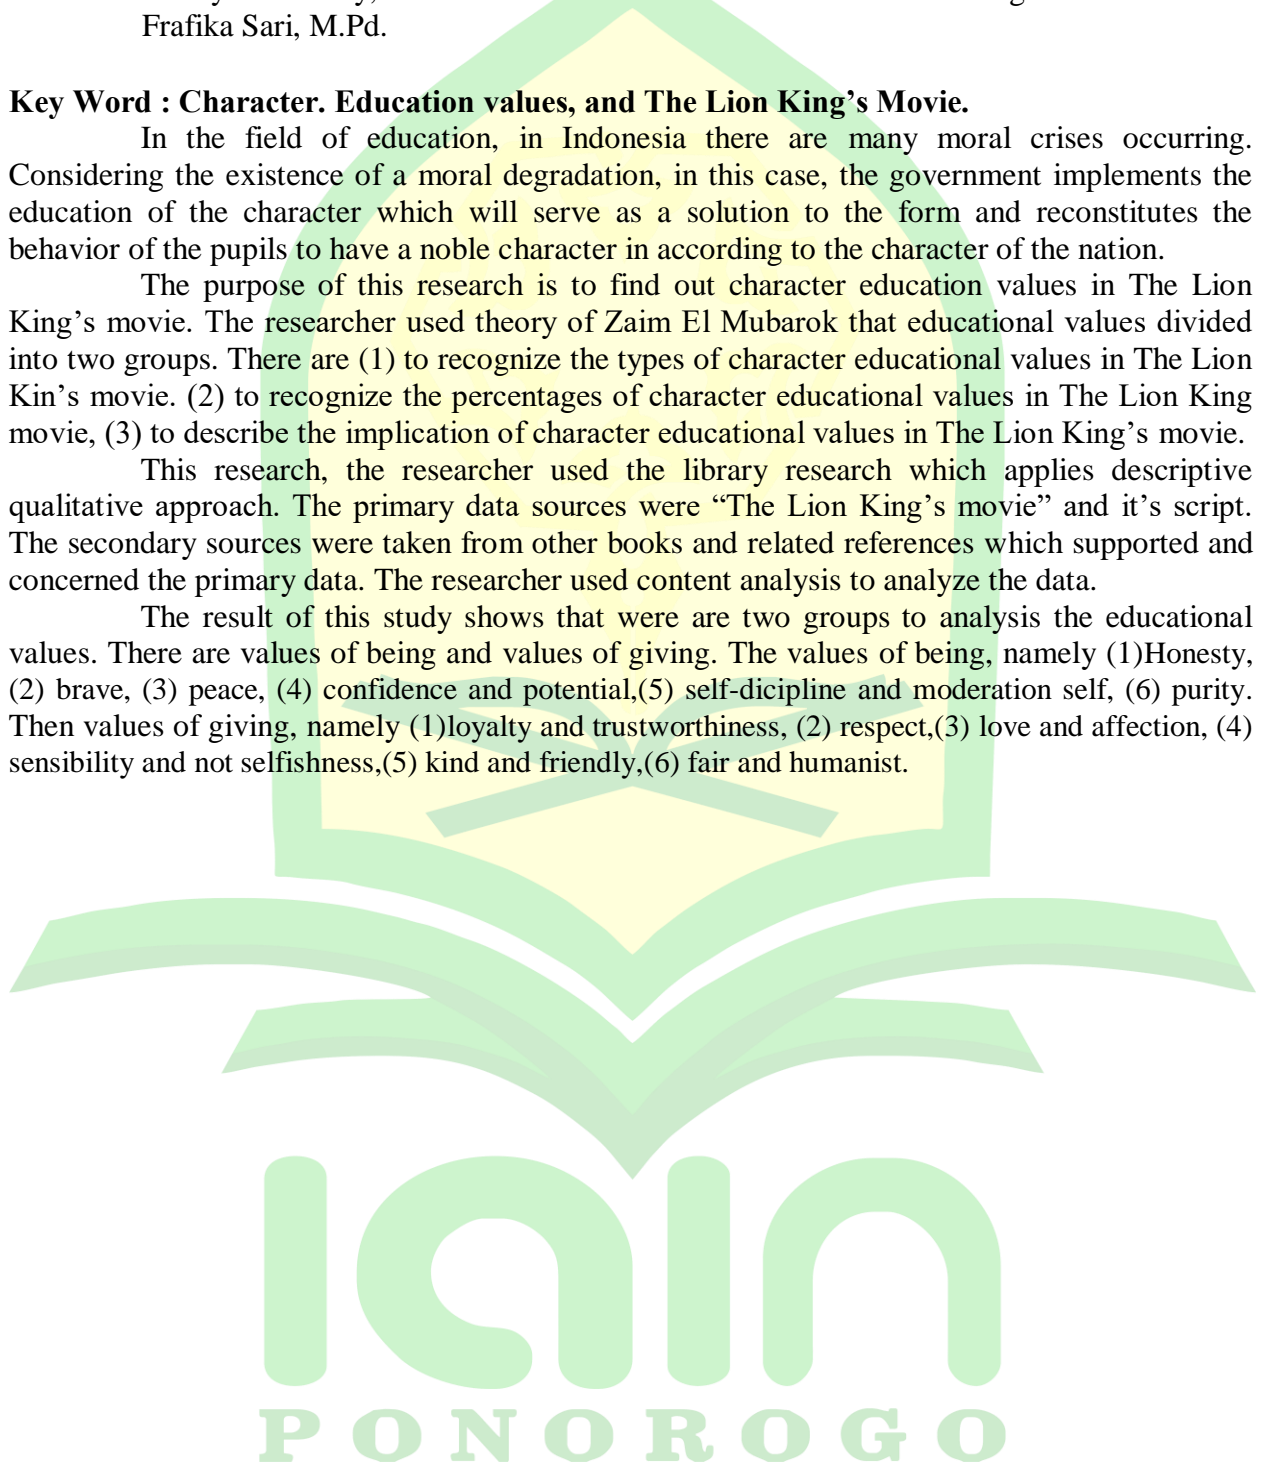 Frafika Sari, M.Pd.
Key Word : Character. Education values, and The Lion King’s Movie.
In the field of education, in Indonesia there are many moral crises occurring.
Considering the existence of a moral degradation, in this case, the government implements the
education of the character which will serve as a solution to the form and reconstitutes the
behavior of the pupils to have a noble character in according to the character of the nation.
The purpose of this research is to find out character education values in The Lion
King’s movie. The researcher used theory of Zaim El Mubarok that educational values divided
into two groups. There are (1) to recognize the types of character educational values in The Lion
Kin’s movie. (2) to recognize the percentages of character educational values in The Lion King
movie, (3) to describe the implication of character educational values in The Lion King’s movie.
This research, the researcher used the library research which applies descriptive
qualitative approach. The primary data sources were “The Lion King’s movie” and it’s script.
The secondary sources were taken from other books and related references which supported and
concerned the primary data. The researcher used content analysis to analyze the data.
The result of this study shows that were are two groups to analysis the educational
values. There are values of being and values of giving. The values of being, namely (1)Honesty,
(2) brave, (3) peace, (4) confidence and potential,(5) self-dicipline and moderation self, (6) purity.
Then values of giving, namely (1)loyalty and trustworthiness, (2) respect,(3) love and affection, (4)
sensibility and not selfishness,(5) kind and friendly,(6) fair and humanist.
iain
PONOROGO